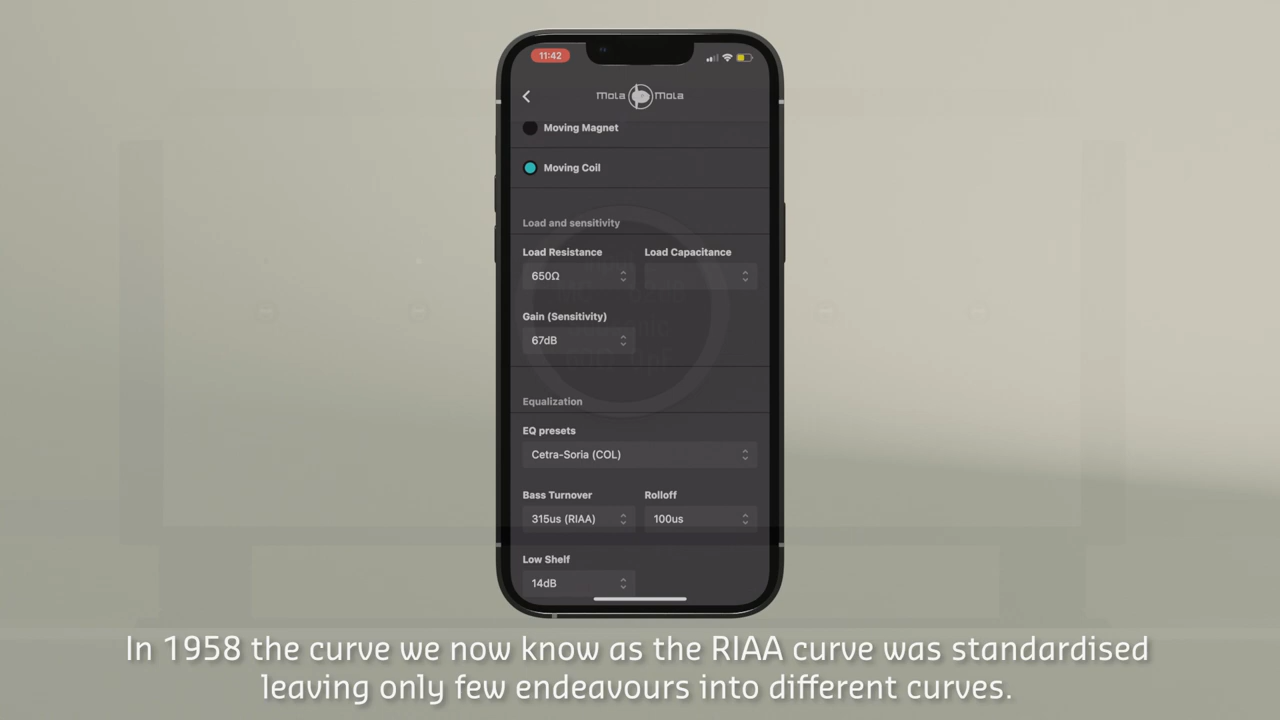 11:42
mola mola
Moving Magnet
Moving Coil
Load and sensitivity
Load Resistance Load Capacitance
650Ω
Gain (Sensitivity)
67dB
Equalization
EQ presets
Cetra-Soria (COL)
Bass Turnover Rolloff
315us (RIAA) 100us
Low Shelf
14dB
In 1958 the curve we now know as the RIAA curve was standardised
leaving only few endeavours into different curves.